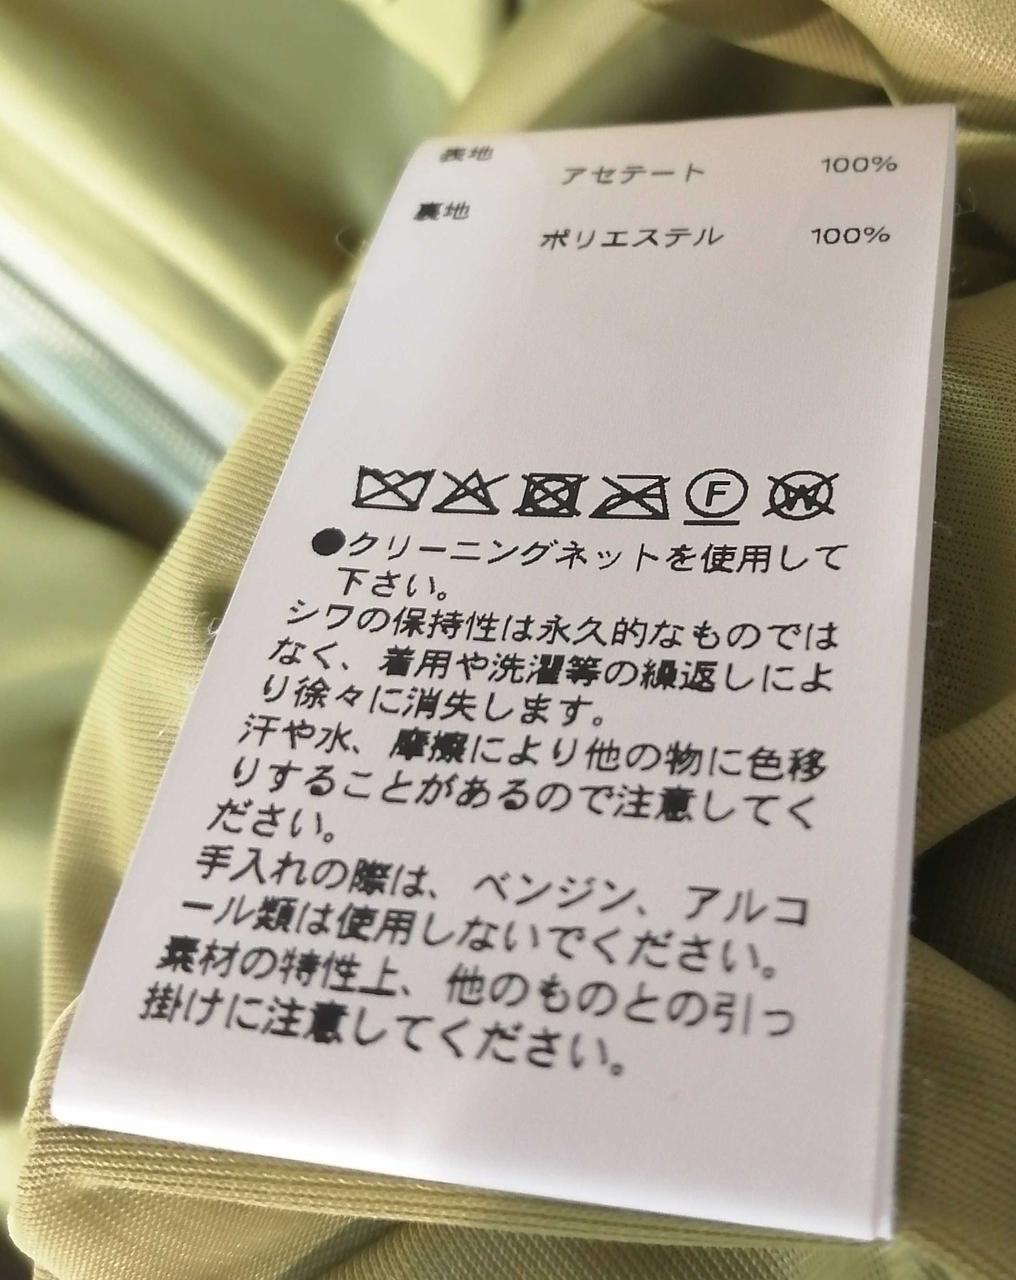 表地 アセテート 100%
裏地 ポリエステル 100%
F W
●クリーニングネットを使用して
下さい。
シワの保持性は永久的なものでは
なく、着用や洗濯等の繰返しによ
り徐々に消失します。
汗や水、摩擦により他の物に色移
りすることがあるので注意してく
ださい。
手入れの際は、ベンジン、アルコ
ール類は使用しないでください。
素材の特性上、他のものとの引っ
掛けに注意してください。